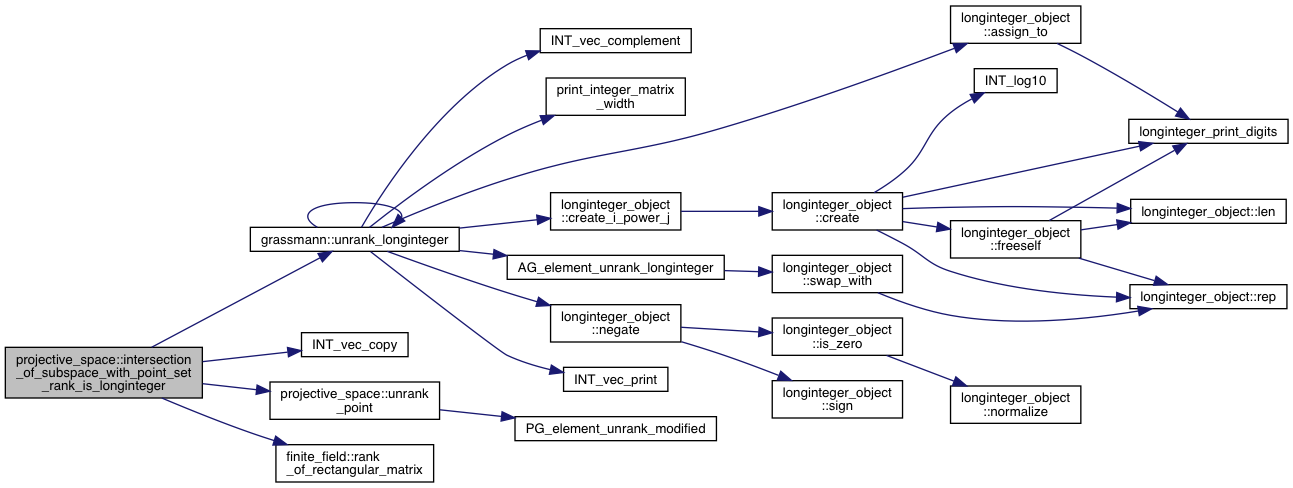 projective_space::intersection
_of_subspace_with_point_set
_rank_is_longinteger
grassmann::unrank_longinteger
INT_vec_copy
projective_space::unrank
_point
finite_field::rank
_of_rectangular_matrix
INT_vec_complement
print_integer_matrix
_width
longinteger_object
::create_i_power_j
AG_element_unrank_longinteger
longinteger_object
::negate
INT_vec_print
PG_element_unrank_modified
longinteger_object
::create
longinteger_object
::swap_with
longinteger_object
::is_zero
longinteger_object
::sign
longinteger_object
::assign_to
INT_log10
longinteger_object
::freeself
longinteger_object
::normalize
longinteger_print_digits
longinteger_object::len
longinteger_object::rep